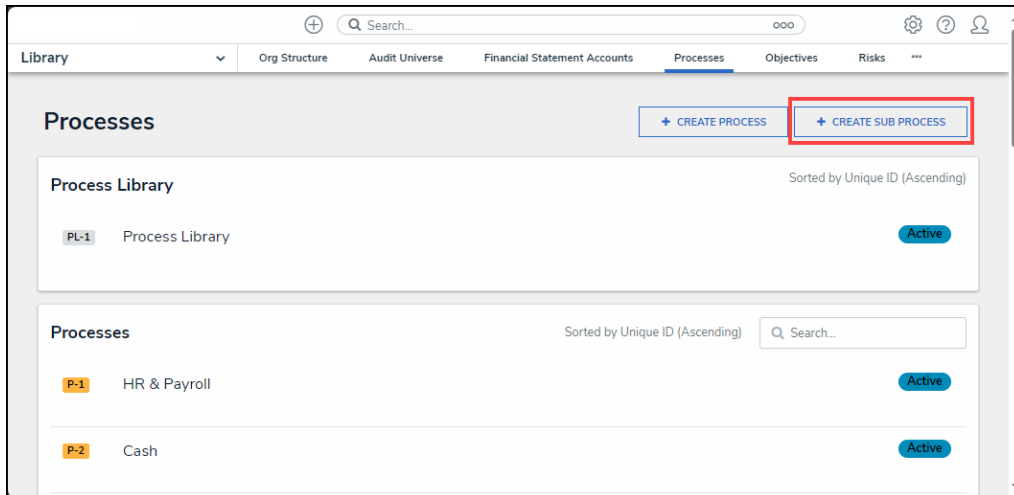 Search...
Library Org Structure Audit Universe Financial Statement Accounts Processes Objectives Risks •••
Processes + CREATE PROCESS + CREATE SUB PROCESS
Process Library Sorted by Unique ID (Ascending)
PL-1 Process Library Active
Processes Sorted by Unique ID (Ascending) Search...
P-1 HR & Payroll Active
P-2 Cash Active